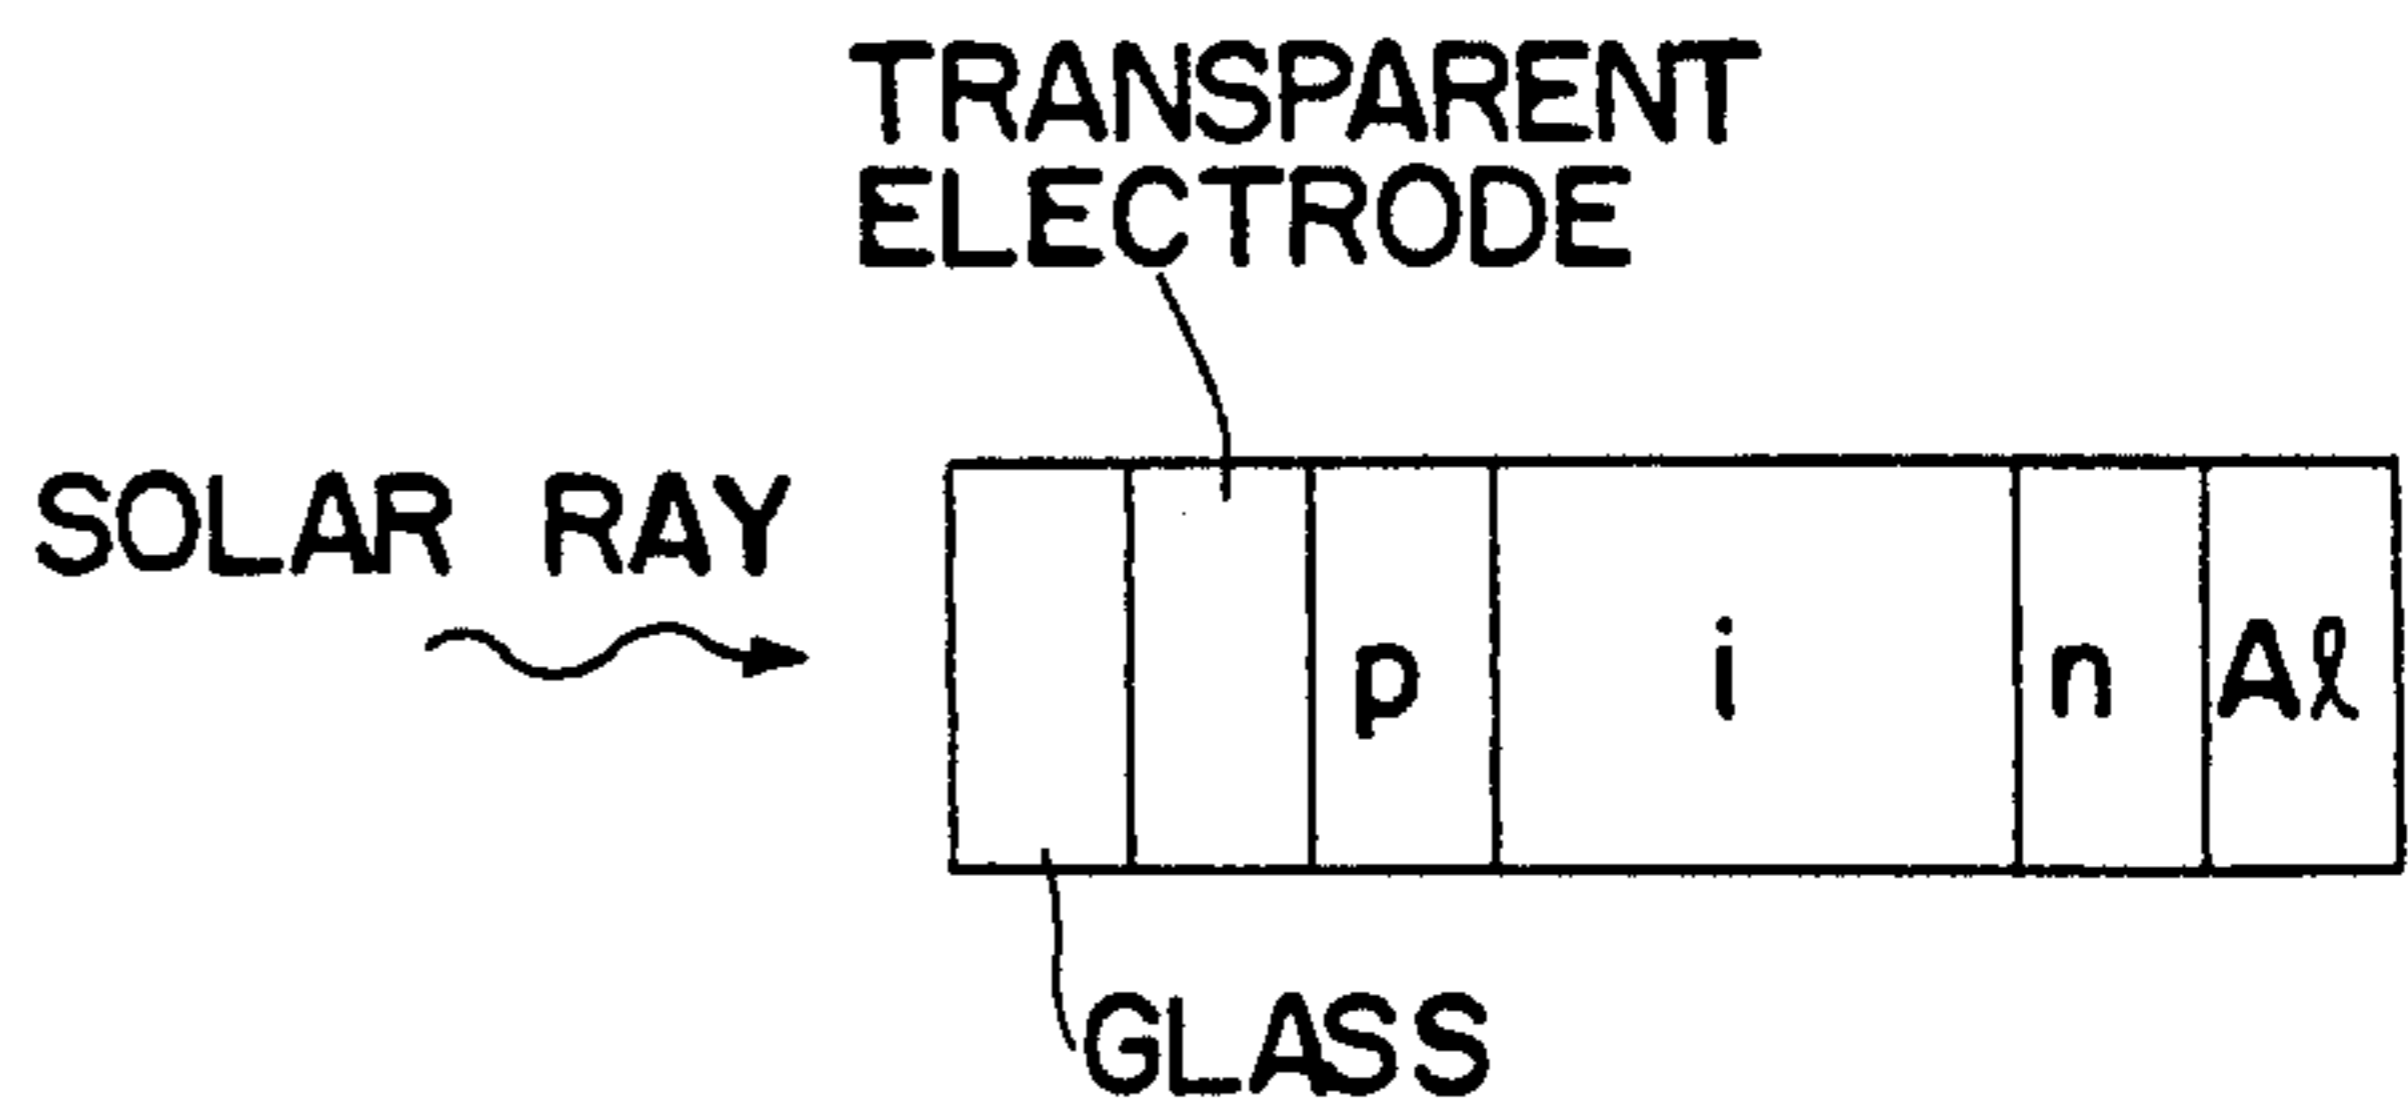 TRANSPARENT
ELECTRODE
SOLAR RAY
p i n Aℓ
GLASS